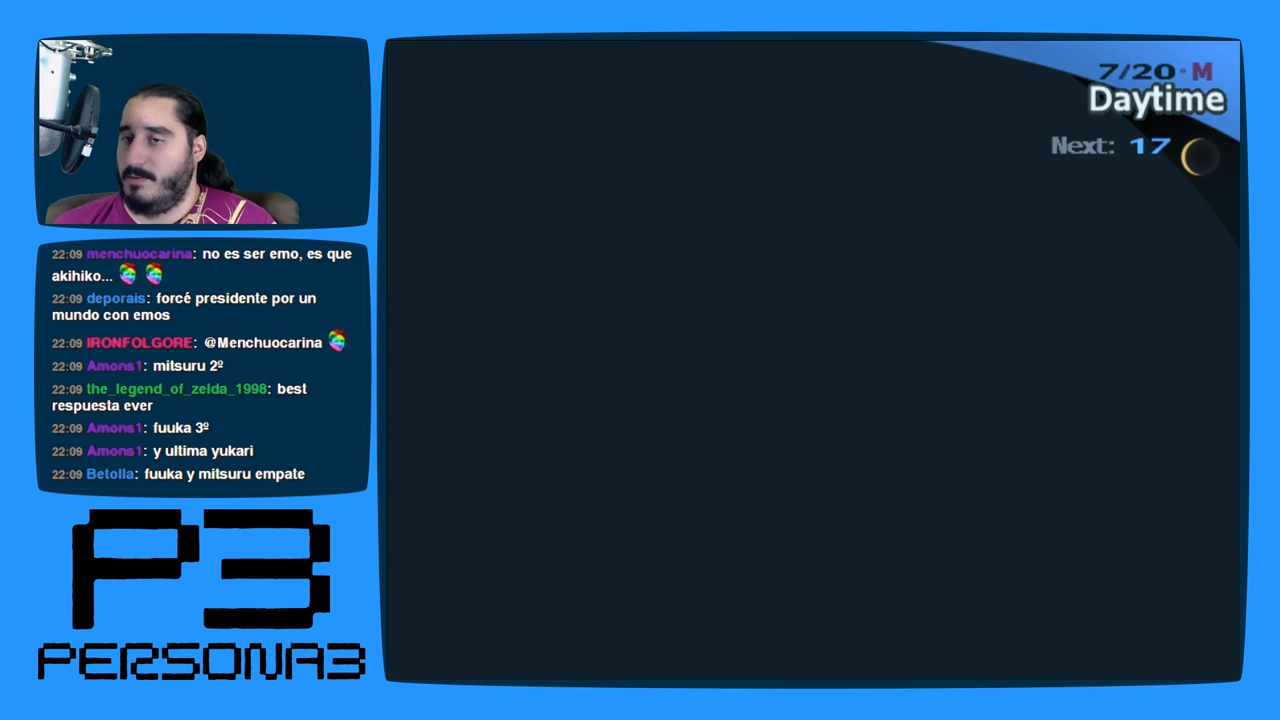 22:09 menchuocarina: no es ser emo, es que
akihiko...
22:09 deporais: forcé presidente por un
mundo con emos
22:09 IRONFOLGORE: @Menchuocarina
22:09 Amons1: mitsuru 2º
22:09 the_legend_of_zelda_1998: best
respuesta ever
22:09 Amons1: fuuka 3º
22:09 Amons1: y ultima yukari
22:09 Betolla: fuuka y mitsuru empate
P3
PERSONA3
7/20·M
Daytime
Next: 17